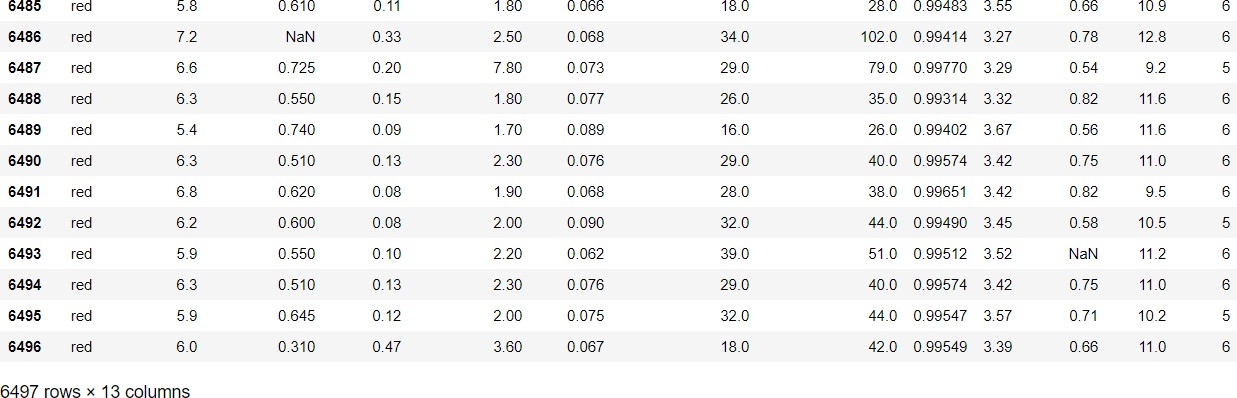 6485 red 5.8 0.610 0.11 1.80 0.066 18.0 28.0 0.99483 3.55 0.66 10.9 6
6486 red 7.2 NaN 0.33 2.50 0.068 34.0 102.0 0.99414 3.27 0.78 12.8 6
6487 red 6.6 0.725 0.20 7.80 0.073 29.0 79.0 0.99770 3.29 0.54 9.2 5
6488 red 6.3 0.550 0.15 1.80 0.077 26.0 35.0 0.99314 3.32 0.82 11.6 6
6489 red 5.4 0.740 0.09 1.70 0.089 16.0 26.0 0.99402 3.67 0.56 11.6 6
6490 red 6.3 0.510 0.13 2.30 0.076 29.0 40.0 0.99574 3.42 0.75 11.0 6
6491 red 6.8 0.620 0.08 1.90 0.068 28.0 38.0 0.99651 3.42 0.82 9.5 6
6492 red 6.2 0.600 0.08 2.00 0.090 32.0 44.0 0.99490 3.45 0.58 10.5 5
6493 red 5.9 0.550 0.10 2.20 0.062 39.0 51.0 0.99512 3.52 NaN 11.2 6
6494 red 6.3 0.510 0.13 2.30 0.076 29.0 40.0 0.99574 3.42 0.75 11.0 6
6495 red 5.9 0.645 0.12 2.00 0.075 32.0 44.0 0.99547 3.57 0.71 10.2 5
6496 red 6.0 0.310 0.47 3.60 0.067 18.0 42.0 0.99549 3.39 0.66 11.0 6
6497 rows × 13 columns